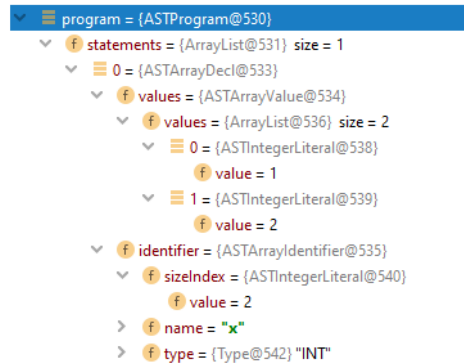 program = {ASTProgram@530}
f statements = {ArrayList@531} size = 1
0 = {ASTArrayDecl@533}
f values = {ASTArrayValue@534}
f values = {ArrayList@536} size = 2
0 = {ASTIntegerLiteral@538}
f value = 1
1 = {ASTIntegerLiteral@539}
f value = 2
f identifier = {ASTArrayIdentifier@535}
f sizeIndex = {ASTIntegerLiteral@540}
f value = 2
f name = "x"
f type = {Type@542} "INT"